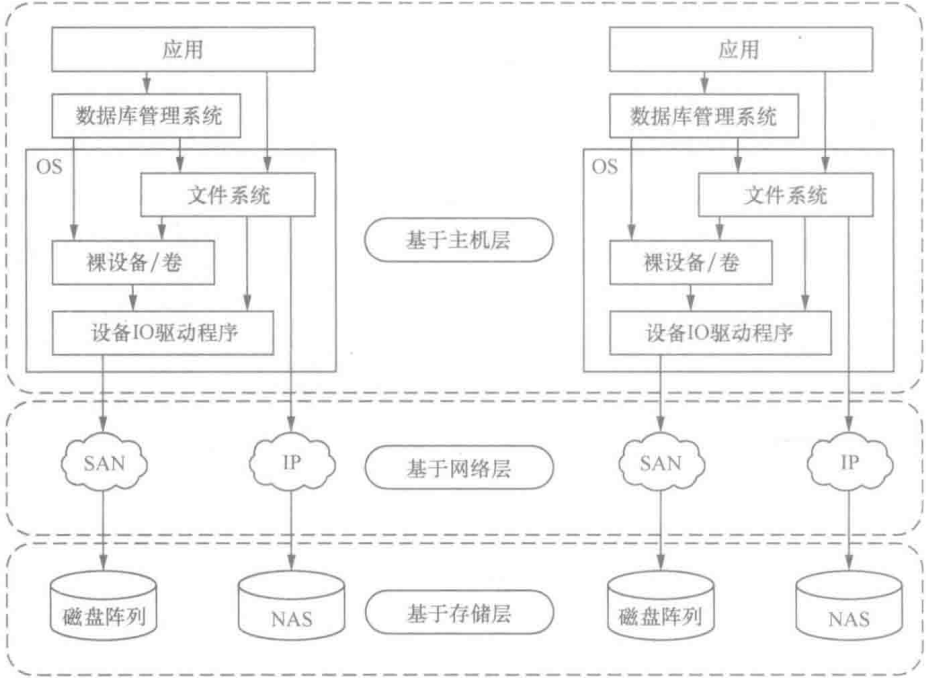 应用
应用
数据库管理系统
数据库管理系统
OS
OS
文件系统
文件系统
基于主机层
裸设备/卷
裸设备/卷
设备IO驱动程序
设备IO驱动程序
SAN
IP
基于网络层
SAN
IP
磁盘阵列
NAS
基于存储层
磁盘阵列
NAS